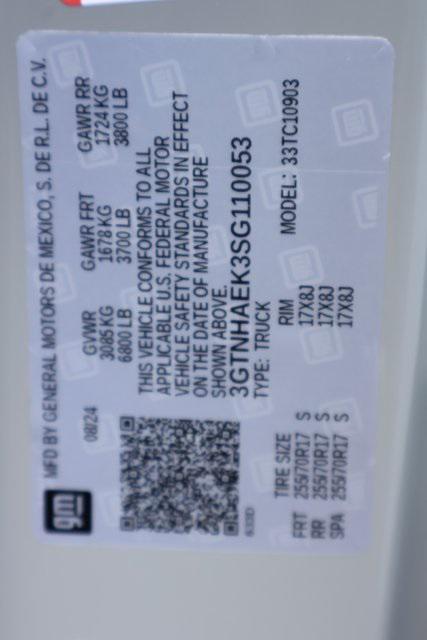 gm MFD BY GENERAL MOTORS DE MEXICO, S. DE R.L. DE C.V.
08/24 GVWR GAWR FRT GAWR RR
3085 KG 1678 KG 1724 KG
6800 LB 3700 LB 3800 LB
THIS VEHICLE CONFORMS TO ALL
APPLICABLE U.S. FEDERAL MOTOR
VEHICLE SAFETY STANDARDS IN EFFECT
ON THE DATE OF MANUFACTURE
SHOWN ABOVE.
3GTNHAEK3SG110053
TYPE: TRUCK MODEL: 33TC10903
TIRE SIZE RIM
FRT 255/70R17 S 17X8J
RR 255/70R17 S 17X8J
SPA 255/70R17 S 17X8J